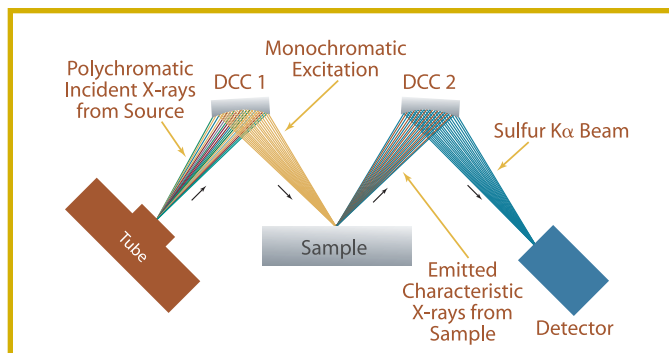 Monochromatic
Excitation
Polychromatic
Incident X-rays
from Source
DCC 1
DCC 2
Sulfur Kα Beam
Tube
Sample
Emitted
Characteristic
X-rays from
Sample
Detector